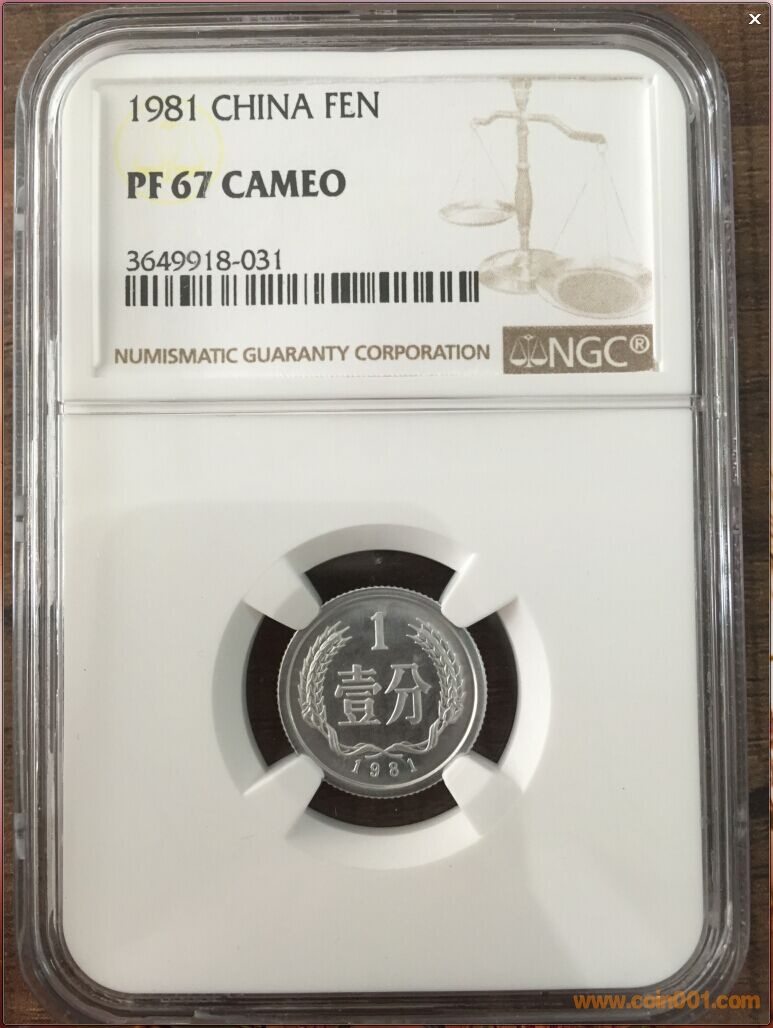 1981 CHINA FEN
PF 67 CAMEO
3649918-031
NUMISMATIC GUARANTY CORPORATION
NGC®
1
壹分
1981
www.coin001.com